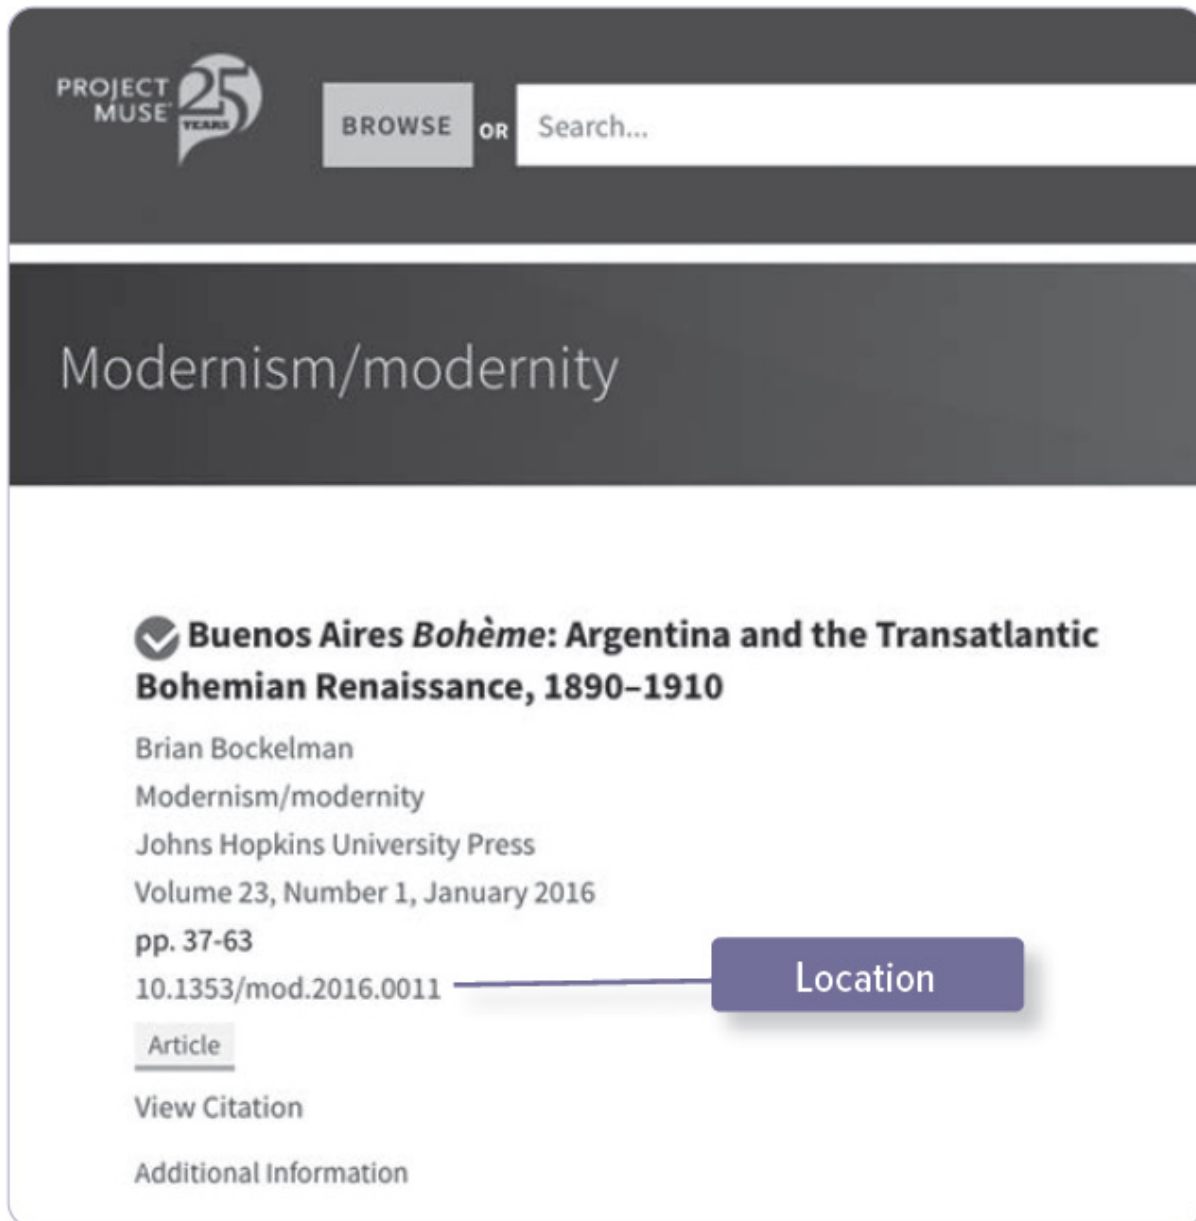 PROJECT
MUSE
25
YEARS
BROWSE OR Search...
Modernism/modernity
Buenos Aires Bohème: Argentina and the Transatlantic
Bohemian Renaissance, 1890–1910
Brian Bockelman
Modernism/modernity
Johns Hopkins University Press
Volume 23, Number 1, January 2016
pp. 37-63
10.1353/mod.2016.0011
Location
Article
View Citation
Additional Information